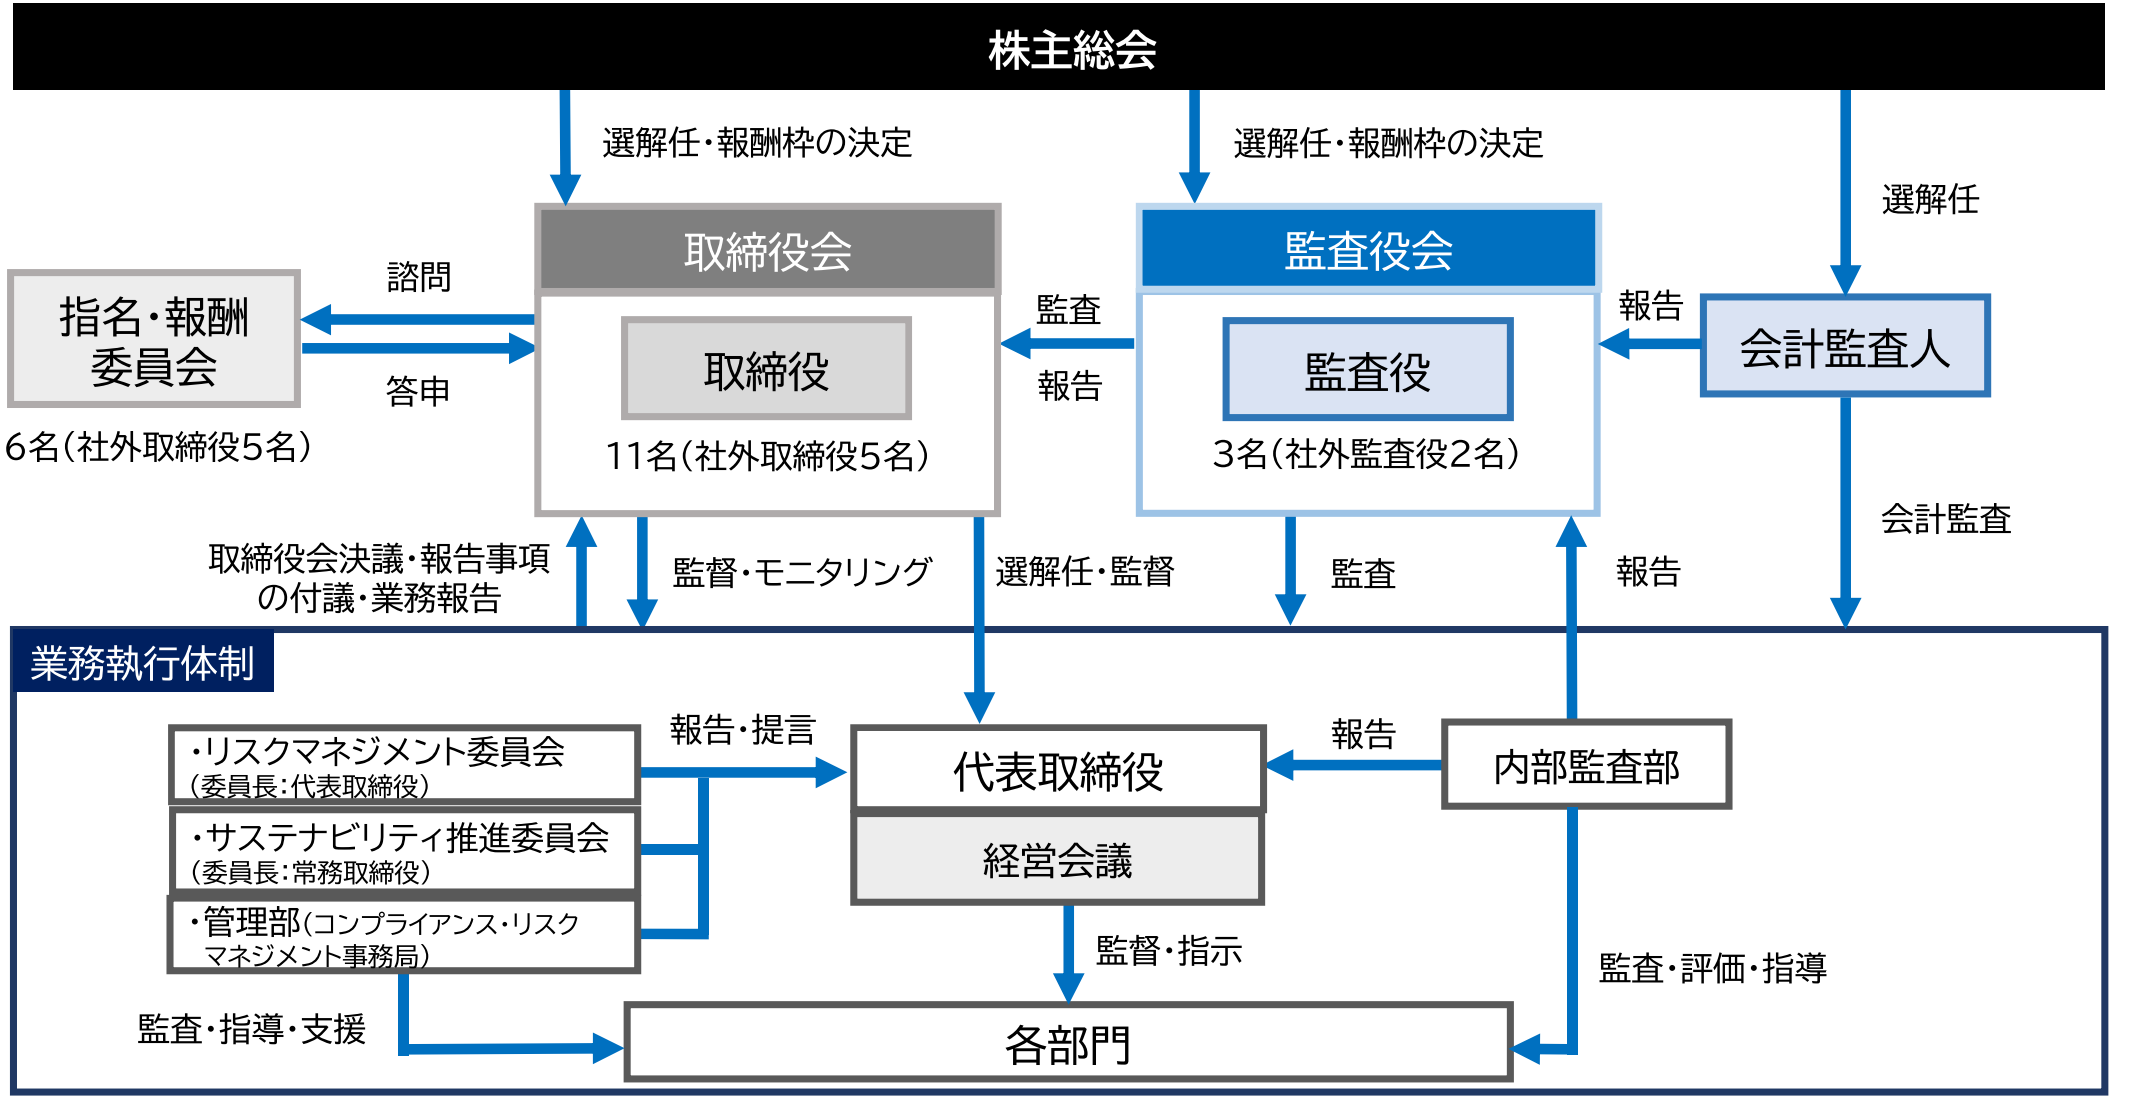 株主総会
選解任・報酬枠の決定
選解任・報酬枠の決定
選解任
取締役会
監査役会
諮問
指名・報酬
委員会
答申
6名（社外取締役5名）
取締役
11名（社外取締役5名）
監査
報告
監査役
3名（社外監査役2名）
報告
会計監査人
会計監査
取締役会決議・報告事項
の付議・業務報告
監督・モニタリング
選解任・監督
監査
報告
業務執行体制
・リスクマネジメント委員会
（委員長：代表取締役）
・サステナビリティ推進委員会
（委員長：常務取締役）
・管理部（コンプライアンス・リスク
マネジメント事務局）
報告・提言
代表取締役
経営会議
報告
内部監査部
監督・指示
監査・評価・指導
監査・指導・支援
各部門